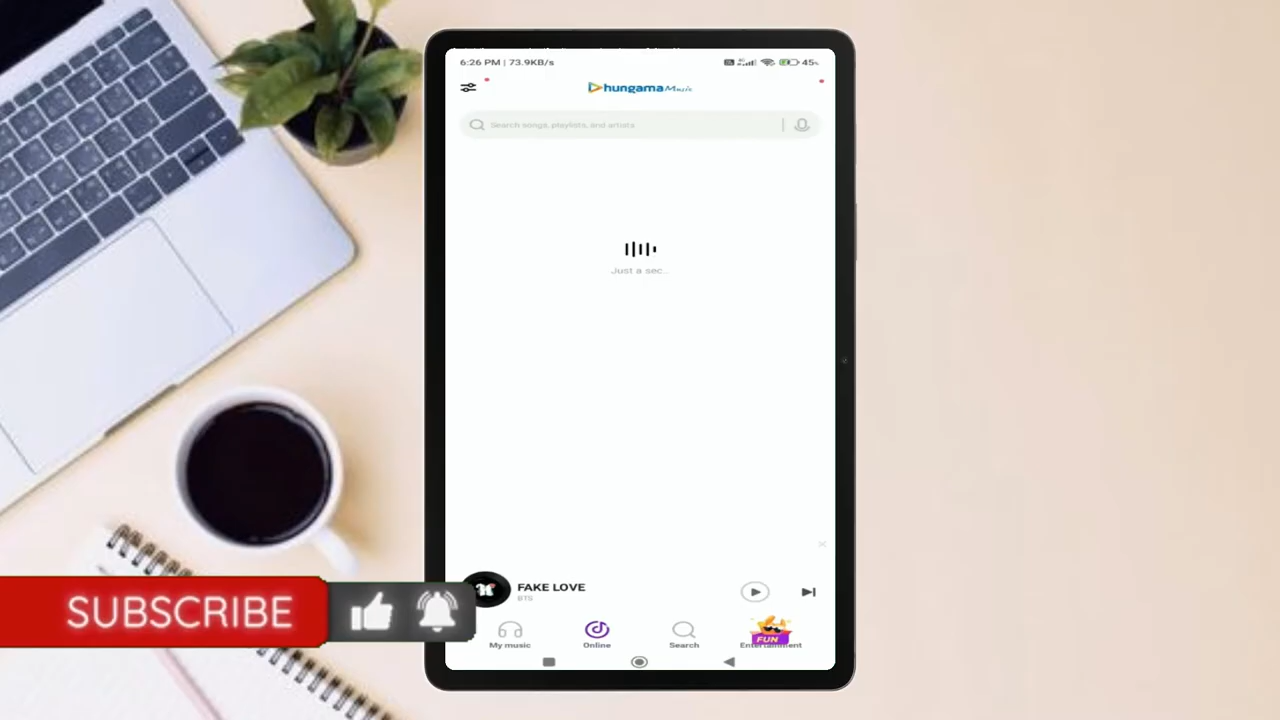 6:26 PM | 73.9KB/s
45%
hungama Music
Search songs, playlists, and artists
Just a sec...
FAKE LOVE
BTS
SUBSCRIBE
My music
Online
Search
FUN
Entertainment